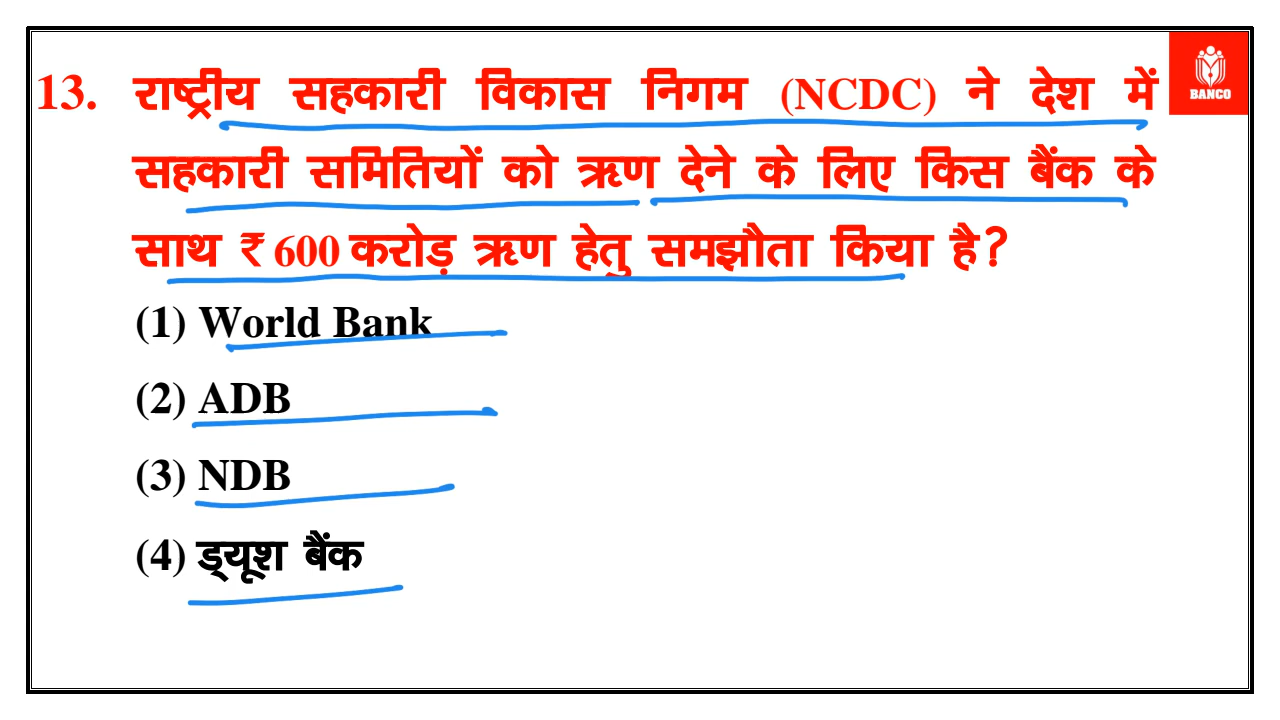 13. राष्ट्रीय सहकारी विकास निगम (NCDC) ने देश में
BANCO
सहकारी समितियों को ऋण देने के लिए किस बैंक के
साथ ₹ 600 करोड़ ऋण हेतु समझौता किया है?
(1) World Bank
(2) ADB
(3) NDB
(4) ड्यूश बैंक